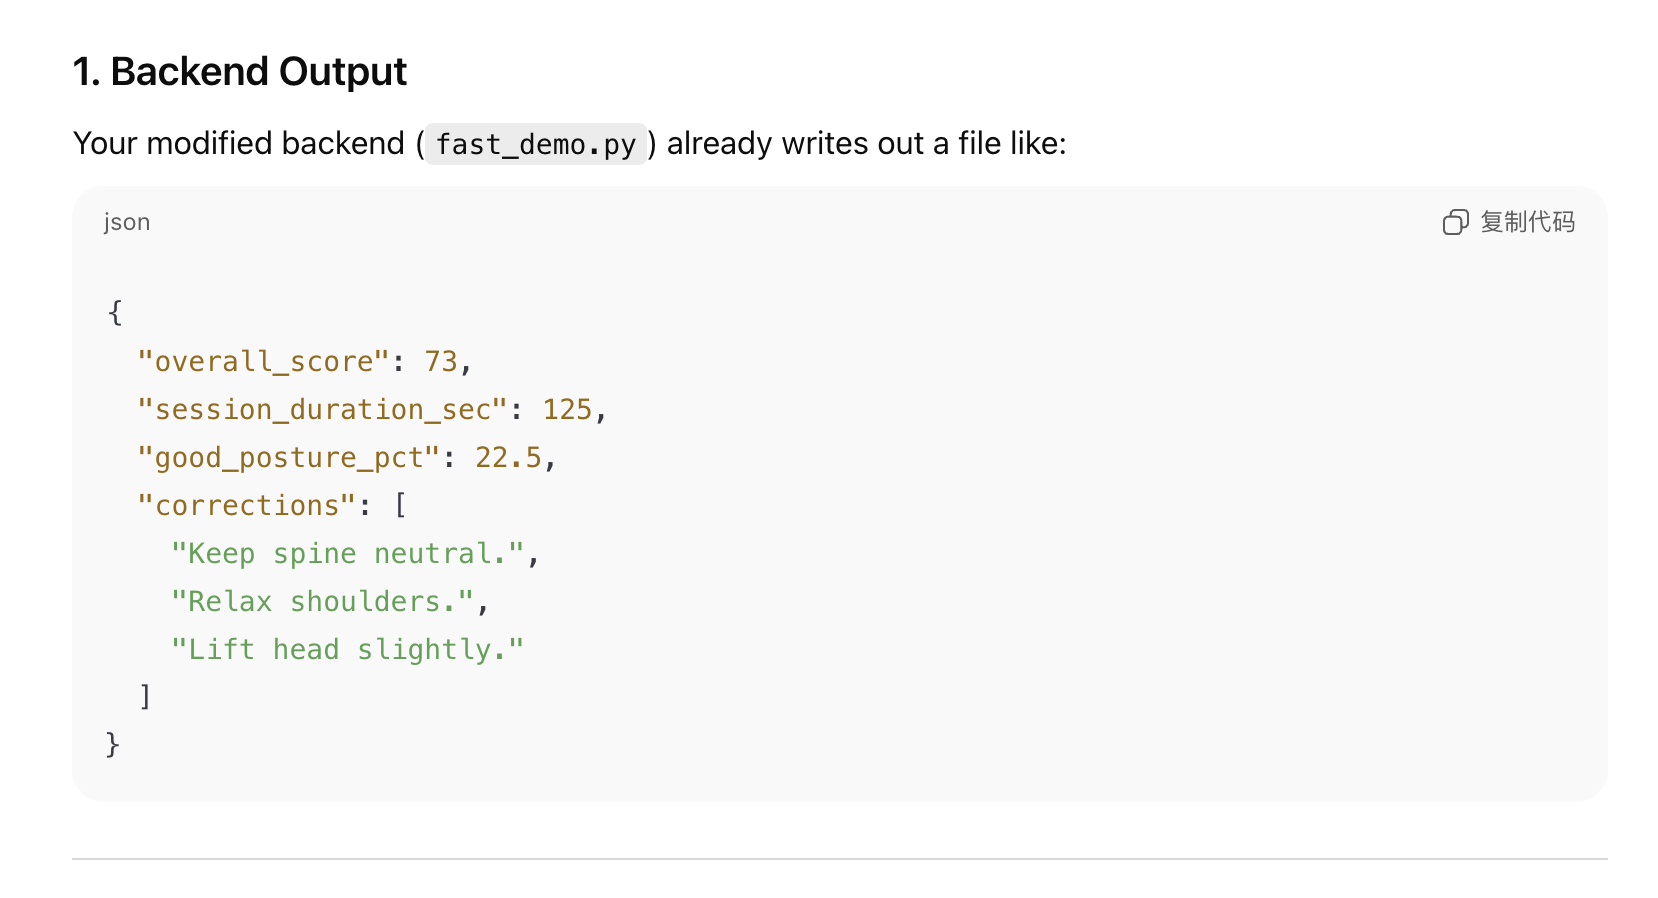 1. Backend Output
Your modified backend (fast_demo.py) already writes out a file like:
json
复制代码
{
  "overall_score": 73,
  "session_duration_sec": 125,
  "good_posture_pct": 22.5,
  "corrections": [
    "Keep spine neutral.",
    "Relax shoulders.",
    "Lift head slightly."
  ]
}